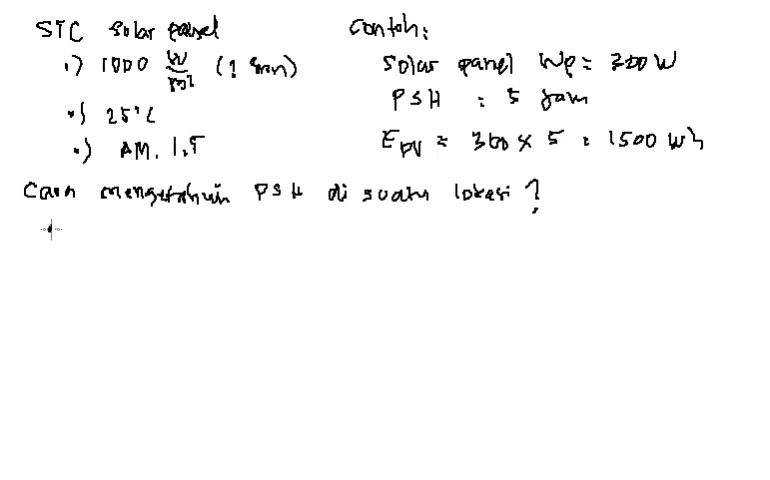 STC solar panel
•) 1000 W/m² (1 Sun)
•) 25°C
•) AM. 1,5
Contoh:
Solar panel Wp = 300 W
PSH : 5 jam
EPV = 300 x 5 = 1500 Wh
Cara mengetahui PSH di suatu lokasi ?